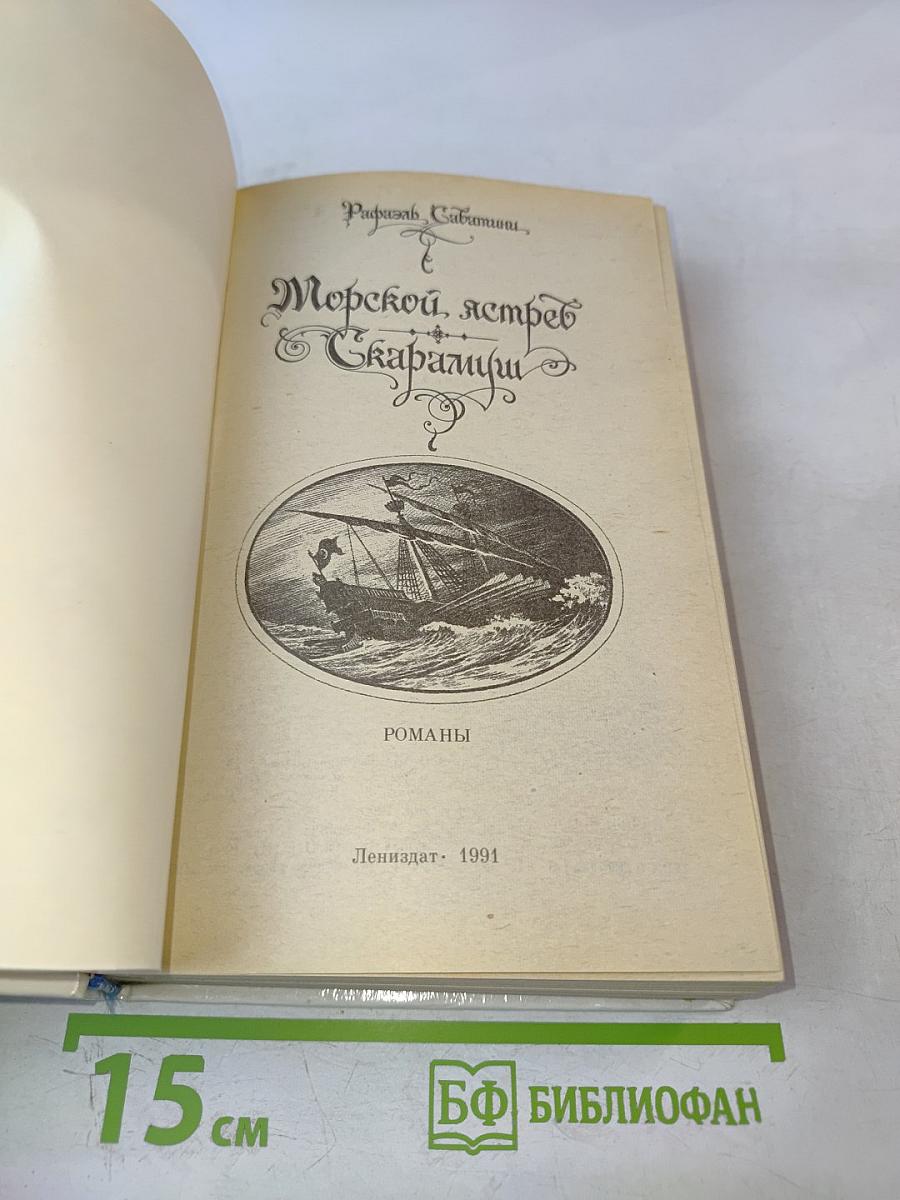 Рафаэль Сабатини
Морской ястреб
Скарамуш
РОМАНЫ
Лениздат · 1991
15 см
БФ БИБЛИОФАН